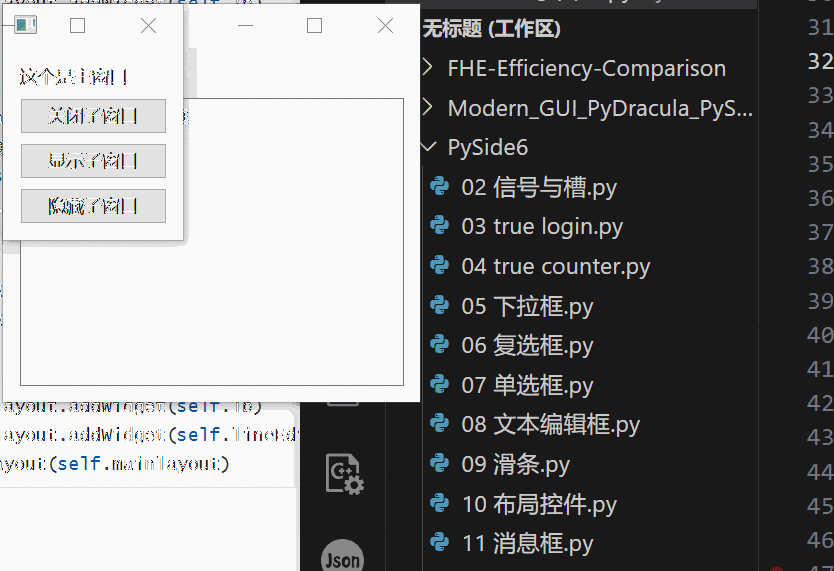 这个是主窗口
关闭子窗口
显示子窗口
隐藏子窗口
ayout.addWidget(self.lb)
layout.addWidget(self.lineEd
yout(self.mainlayout)
Json
无标题 (工作区)
FHE-Efficiency-Comparison
Modern_GUI_PyDracula_PyS...
PySide6
02 信号与槽.py
03 true login.py
04 true counter.py
05 下拉框.py
06 复选框.py
07 单选框.py
08 文本编辑框.py
09 滑条.py
10 布局控件.py
11 消息框.py
31
32
33
34
35
36
37
38
39
40
41
42
43
44
45
46